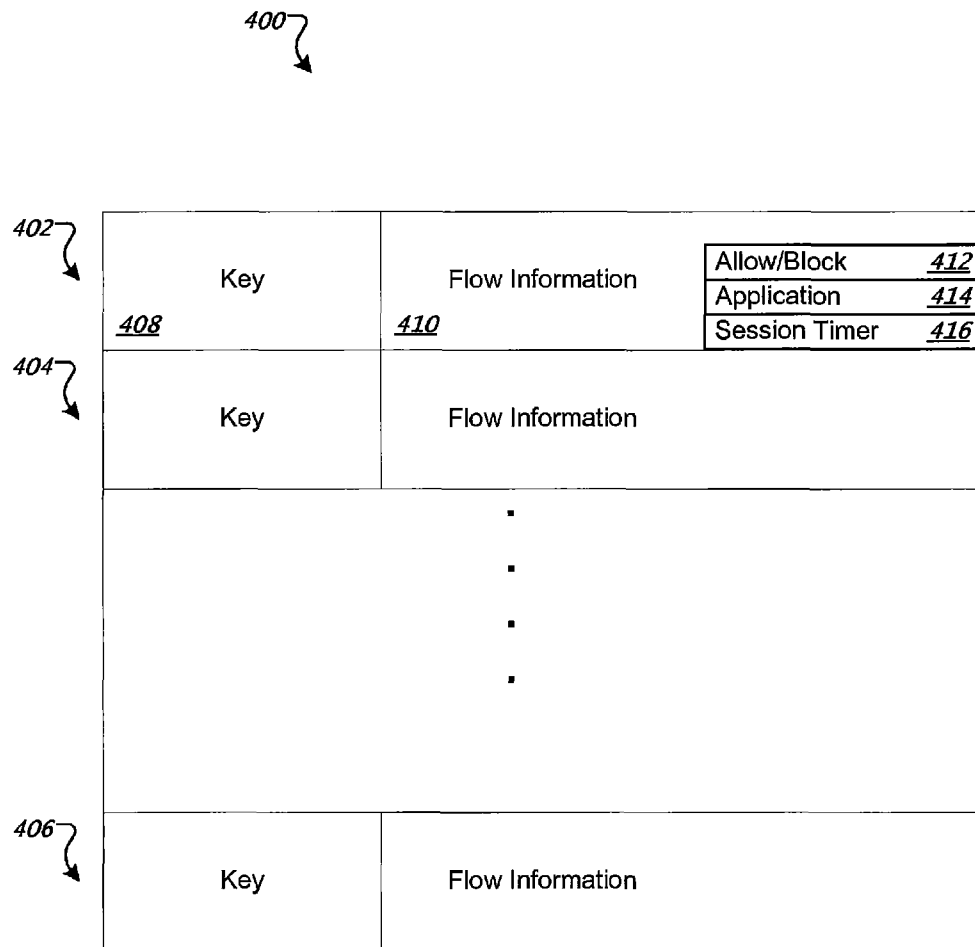 400
402
Key
408
Flow Information
410
Allow/Block 412
Application 414
Session Timer 416
404
Key
Flow Information
406
Key
Flow Information